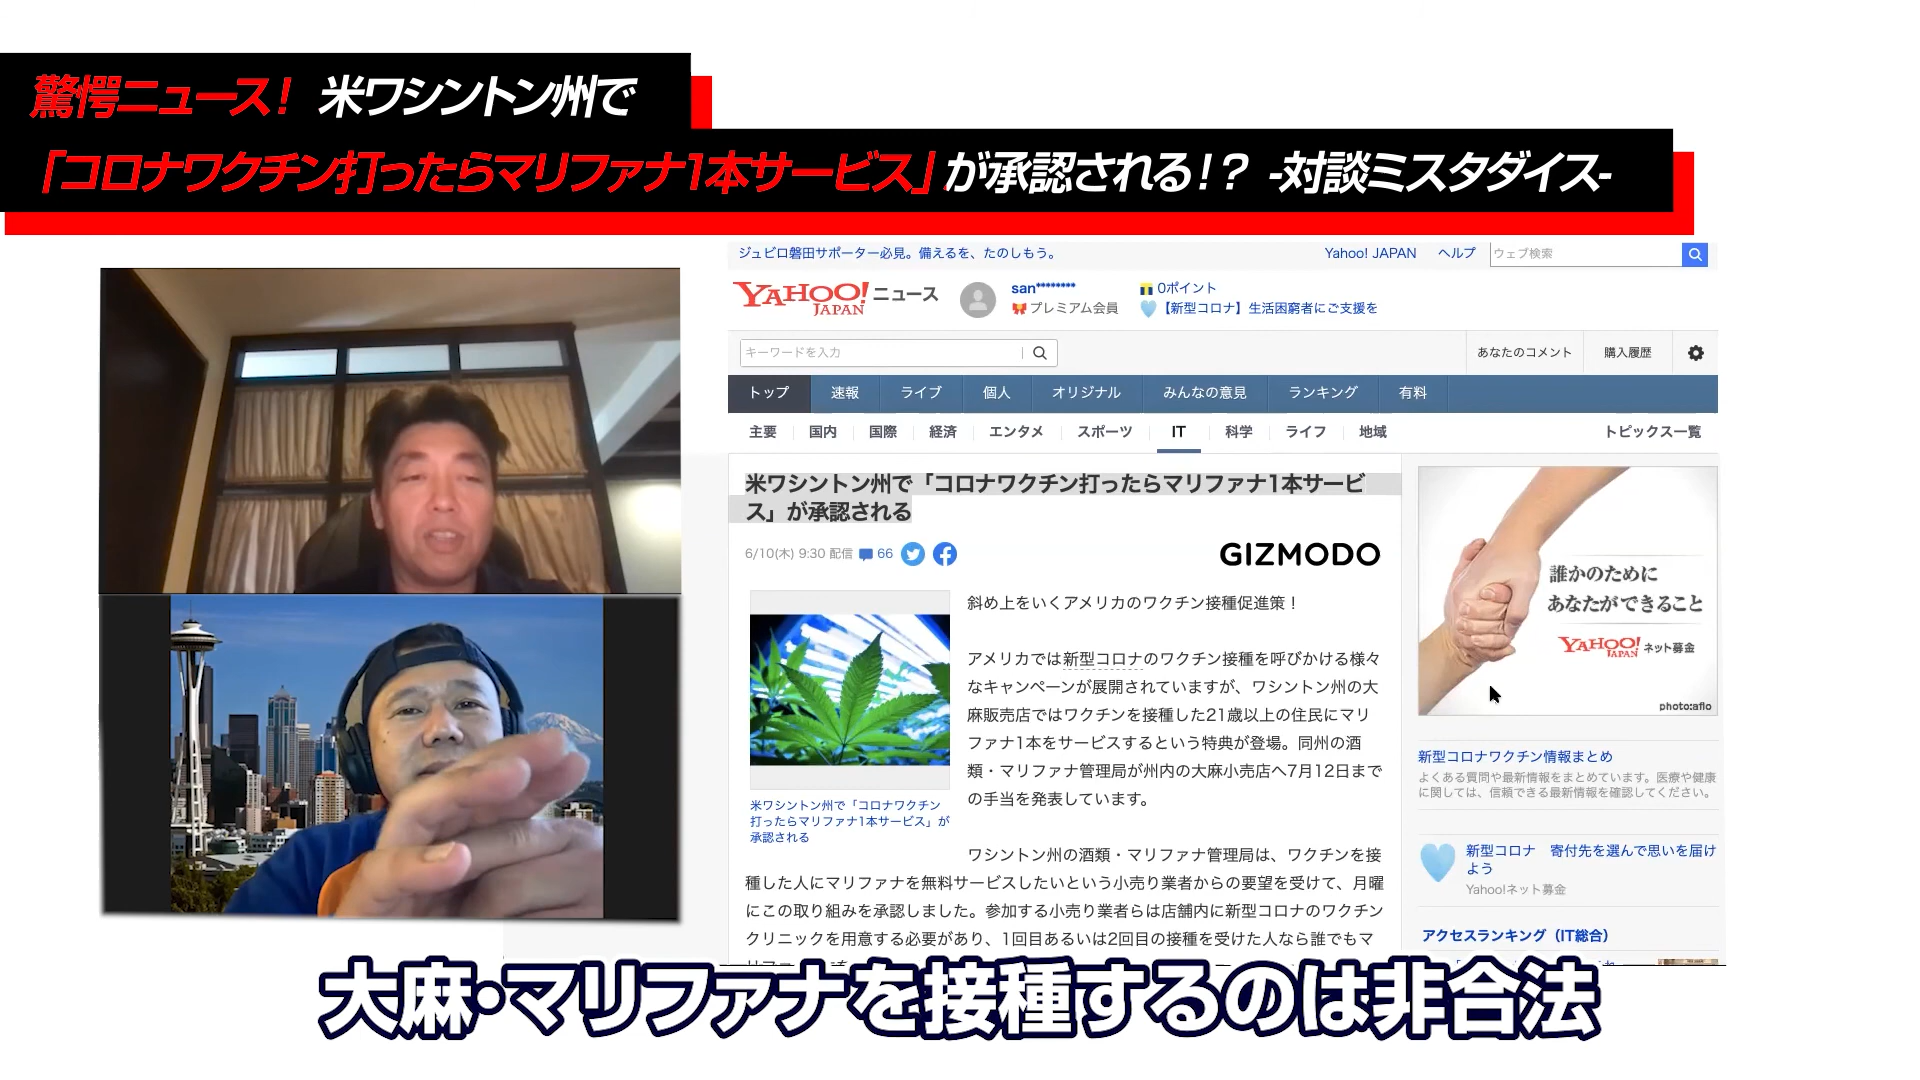 驚愕ニュース！ 米ワシントン州で
「コロナワクチン打ったらマリファナ1本サービス」が承認される！？ -対談ミスタダイス-
ジュビロ磐田サポーター必見。備えるを、たのしもう。
Yahoo! JAPAN ヘルプ ウェブ検索
YAHOO! JAPAN ニュース
san********
プレミアム会員
0ポイント
【新型コロナ】生活困窮者にご支援を
キーワードを入力
あなたのコメント 購入履歴
トップ 速報 ライブ 個人 オリジナル みんなの意見 ランキング 有料
主要 国内 国際 経済 エンタメ スポーツ IT 科学 ライフ 地域 トピックス一覧
米ワシントン州で「コロナワクチン打ったらマリファナ1本サービ
ス」が承認される
6/10(木) 9:30 配信 66
GIZMODO
斜め上をいくアメリカのワクチン接種促進策！
アメリカでは新型コロナのワクチン接種を呼びかける様々
なキャンペーンが展開されていますが、ワシントン州の大
麻販売店ではワクチンを接種した21歳以上の住民にマリ
ファナ1本をサービスするという特典が登場。同州の酒
類・マリファナ管理局が州内の大麻小売店へ7月12日まで
の手当を発表しています。
米ワシントン州で「コロナワクチン
打ったらマリファナ1本サービス」が
承認される
ワシントン州の酒類・マリファナ管理局は、ワクチンを接
種した人にマリファナを無料サービスしたいという小売り業者からの要望を受けて、月曜
にこの取り組みを承認しました。参加する小売り業者らは店舗内に新型コロナのワクチン
クリニックを用意する必要があり、1回目あるいは2回目の接種を受けた人なら誰でもマ
誰かのために
あなたができること
YAHOO! JAPAN ネット募金
photo:aflo
新型コロナワクチン情報まとめ
よくある質問や最新情報をまとめています。医療や健康
に関しては、信頼できる最新情報を確認してください。
新型コロナ 寄付先を選んで思いを届け
よう
Yahoo!ネット募金
アクセスランキング（IT総合）
大麻・マリファナを接種するのは非合法